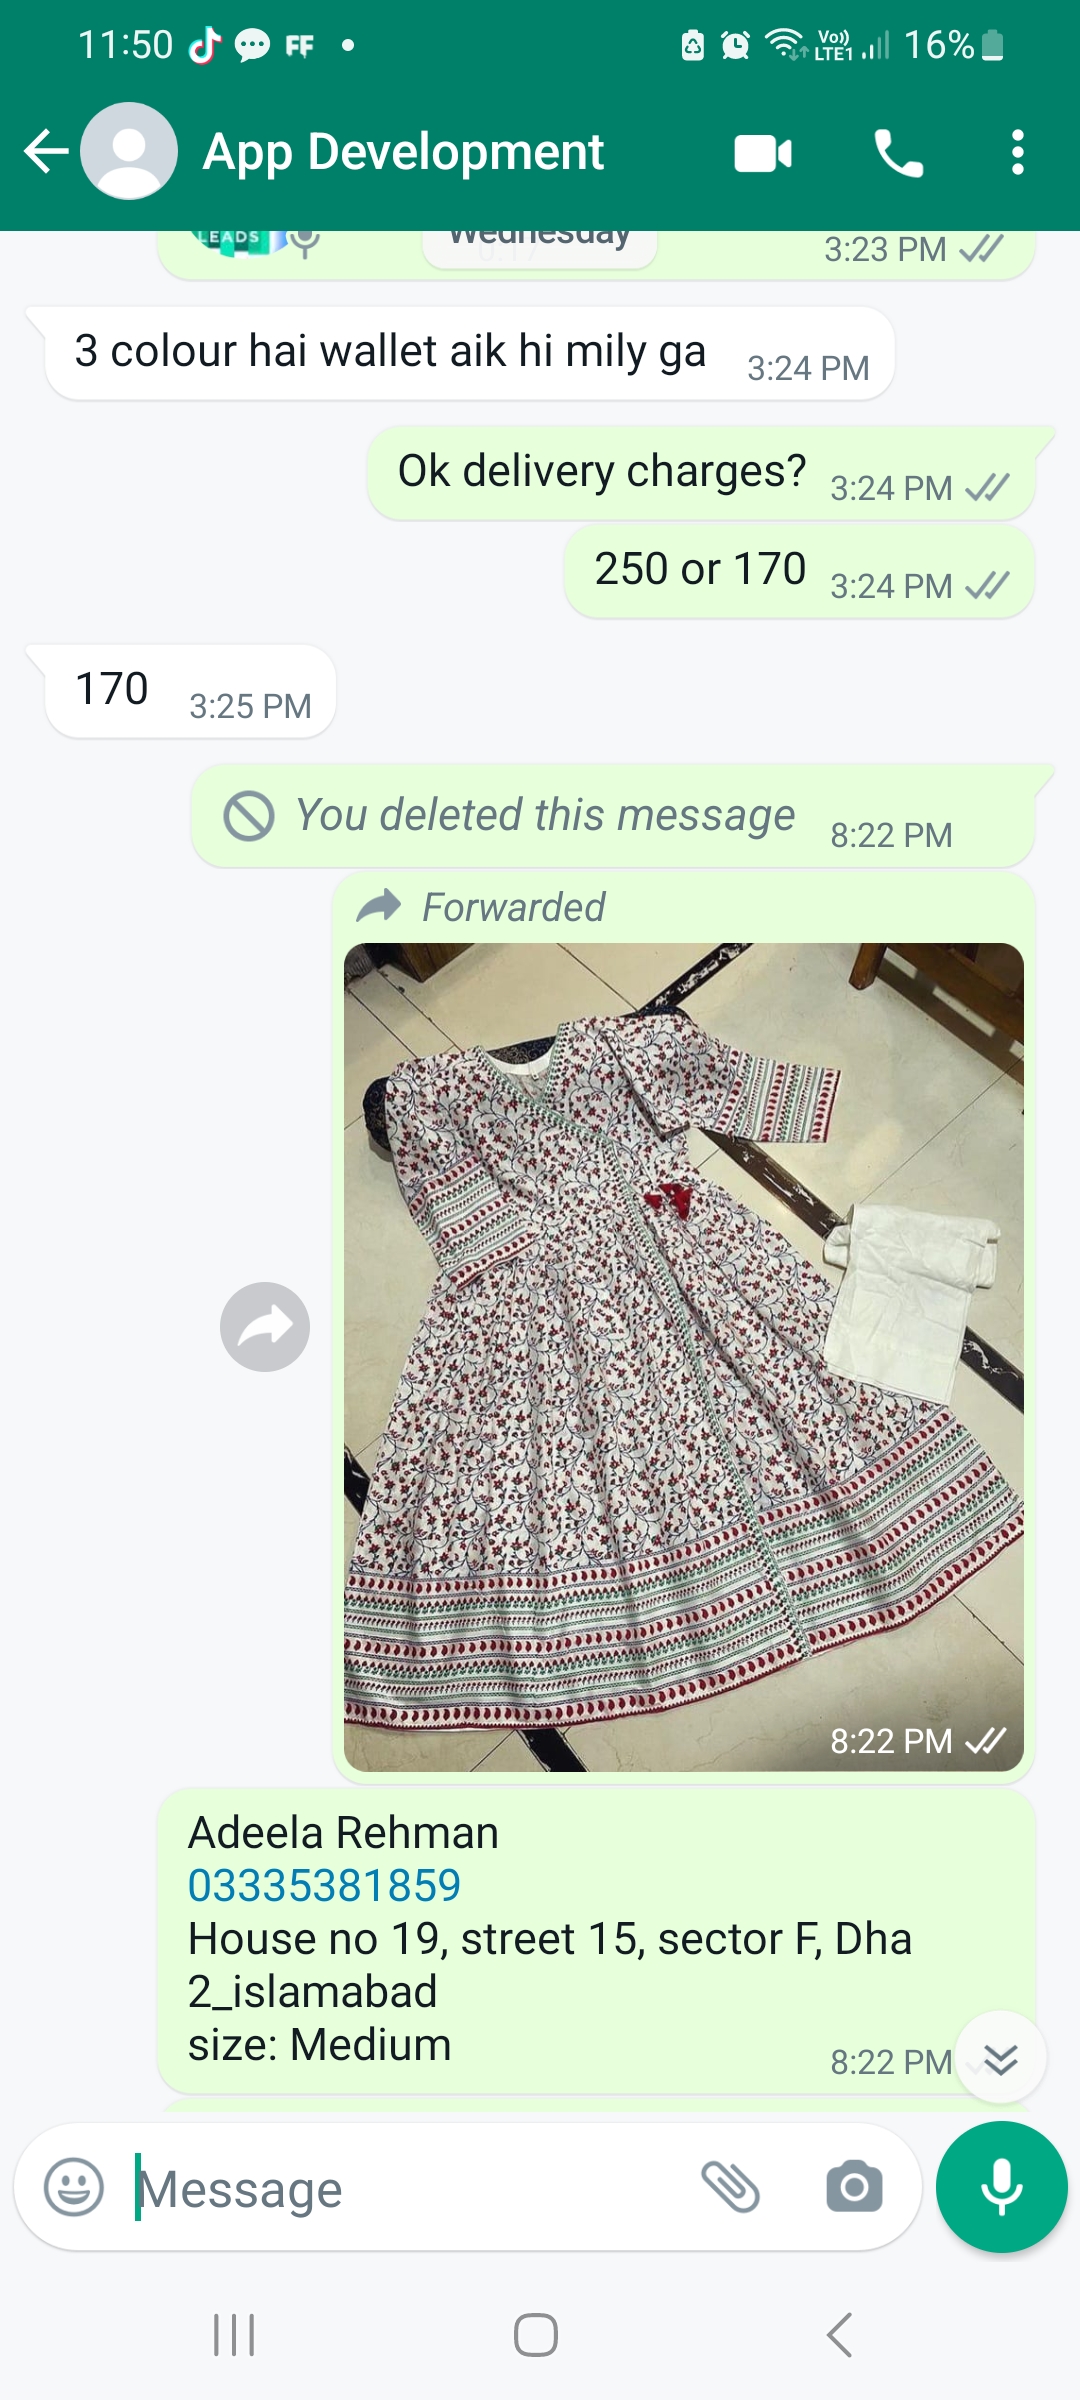 11:50 FF Vo)) LTE1 16%
App Development
LEADS
Wednesday
3:23 PM
3 colour hai wallet aik hi mily ga 3:24 PM
Ok delivery charges? 3:24 PM
250 or 170 3:24 PM
170 3:25 PM
You deleted this message 8:22 PM
Forwarded
8:22 PM
Adeela Rehman
03335381859
House no 19, street 15, sector F, Dha
2_islamabad
size: Medium
8:22 PM
Message